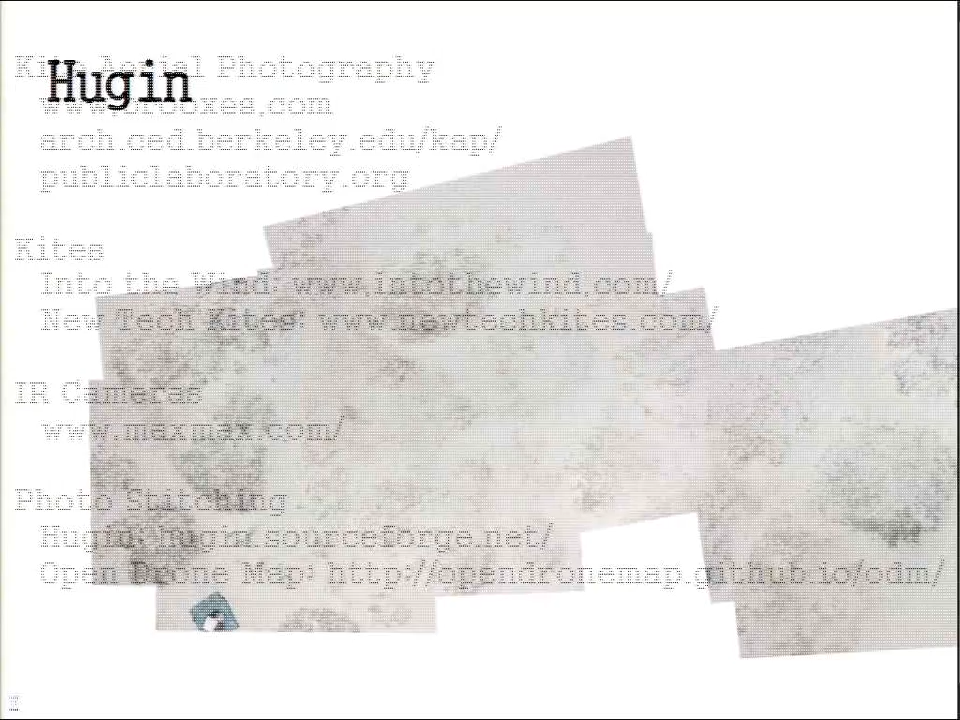 Kite Aerial Photography
Hugin
arch.ced.berkeley.edu/kap/
publiclaboratory.org
Kites
Into the Wind: www.intothewind.com/
New Tech Kites: www.newtechkites.com/
IR Cameras
www.maxmax.com/
Photo Stitching
Hugin: hugin.sourceforge.net/
Open Drone Map: http://opendronemap.github.io/odm/